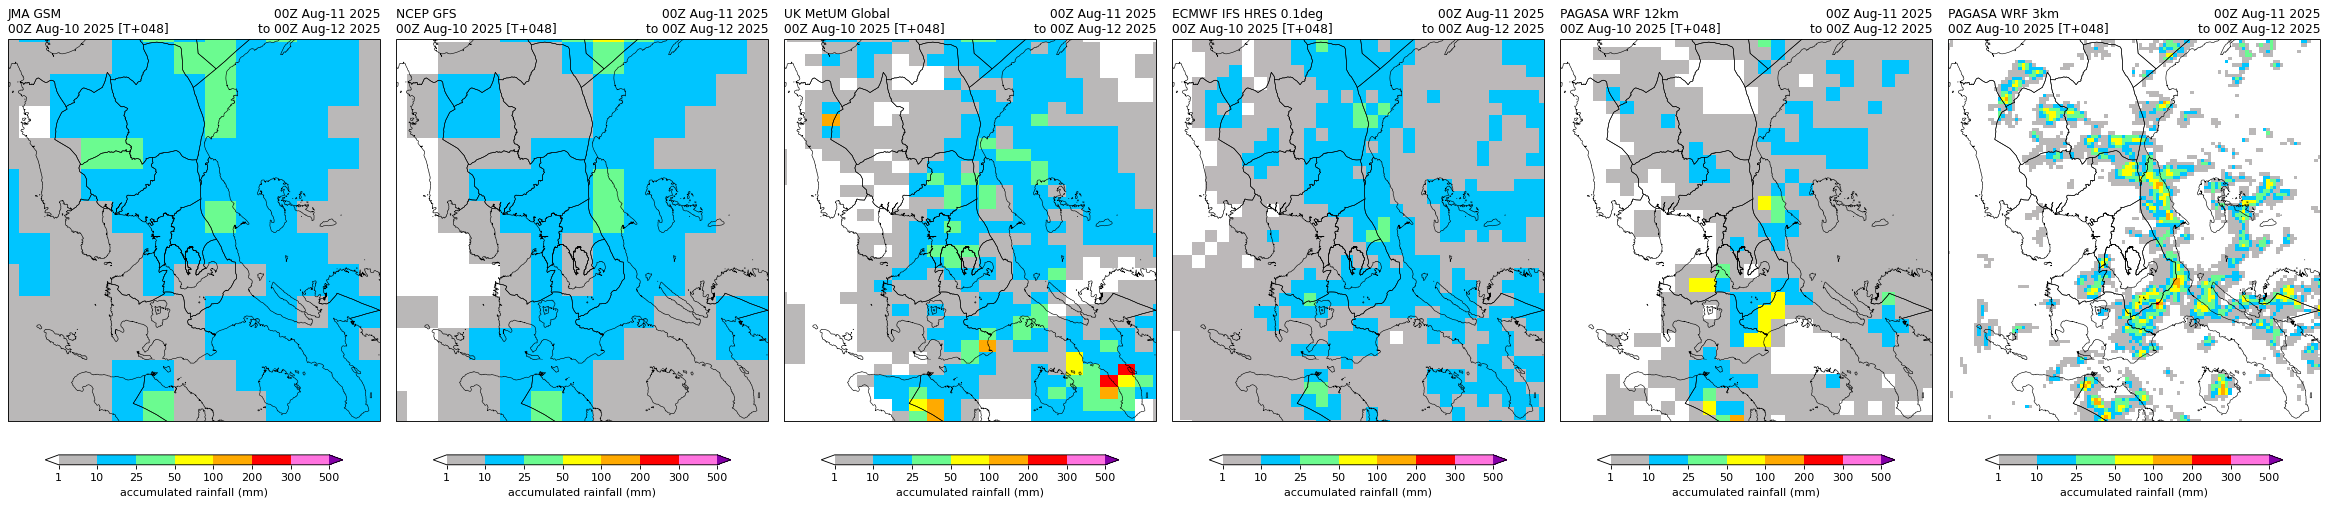 JMA GSM 00Z Aug-11 2025
00Z Aug-10 2025 [T+048] to 00Z Aug-12 2025
1 10 25 50 100 200 300 500
accumulated rainfall (mm)
NCEP GFS 00Z Aug-11 2025
00Z Aug-10 2025 [T+048] to 00Z Aug-12 2025
1 10 25 50 100 200 300 500
accumulated rainfall (mm)
UK MetUM Global 00Z Aug-11 2025
00Z Aug-10 2025 [T+048] to 00Z Aug-12 2025
1 10 25 50 100 200 300 500
accumulated rainfall (mm)
ECMWF IFS HRES 0.1deg 00Z Aug-11 2025
00Z Aug-10 2025 [T+048] to 00Z Aug-12 2025
1 10 25 50 100 200 300 500
accumulated rainfall (mm)
PAGASA WRF 12km 00Z Aug-11 2025
00Z Aug-10 2025 [T+048] to 00Z Aug-12 2025
1 10 25 50 100 200 300 500
accumulated rainfall (mm)
PAGASA WRF 3km 00Z Aug-11 2025
00Z Aug-10 2025 [T+048] to 00Z Aug-12 2025
1 10 25 50 100 200 300 500
accumulated rainfall (mm)